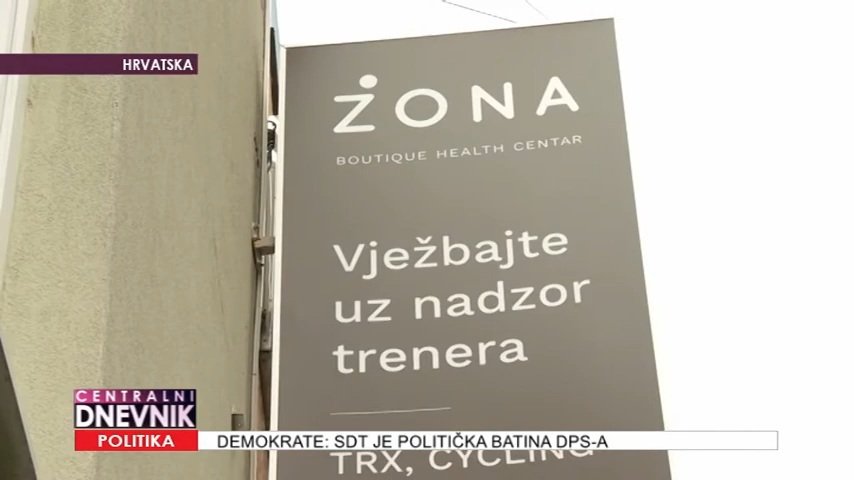 HRVATSKA
ŻONA
BOUTIQUE HEALTH CENTAR
Vježbajte
uz nadzor
trenera
CENTRALNI
DNEVNIK
POLITIKA
DEMOKRATE: SDT JE POLITIČKA BATINA DPS-A
TRX, CYCLING